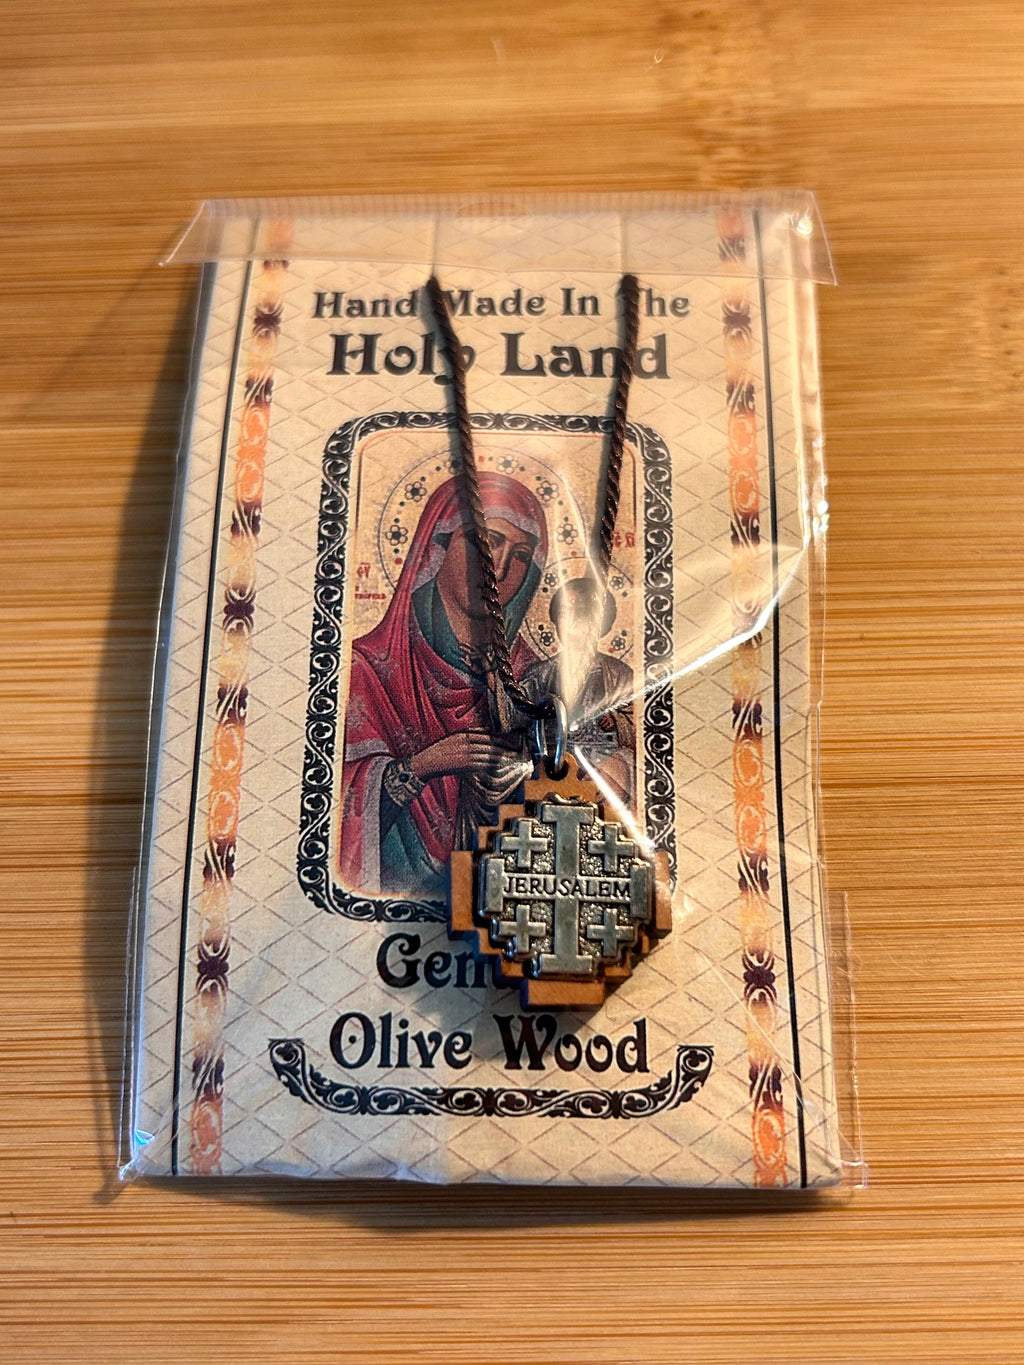 Hand Made In The
Holy Land
JERUSALEM
Olive Wood